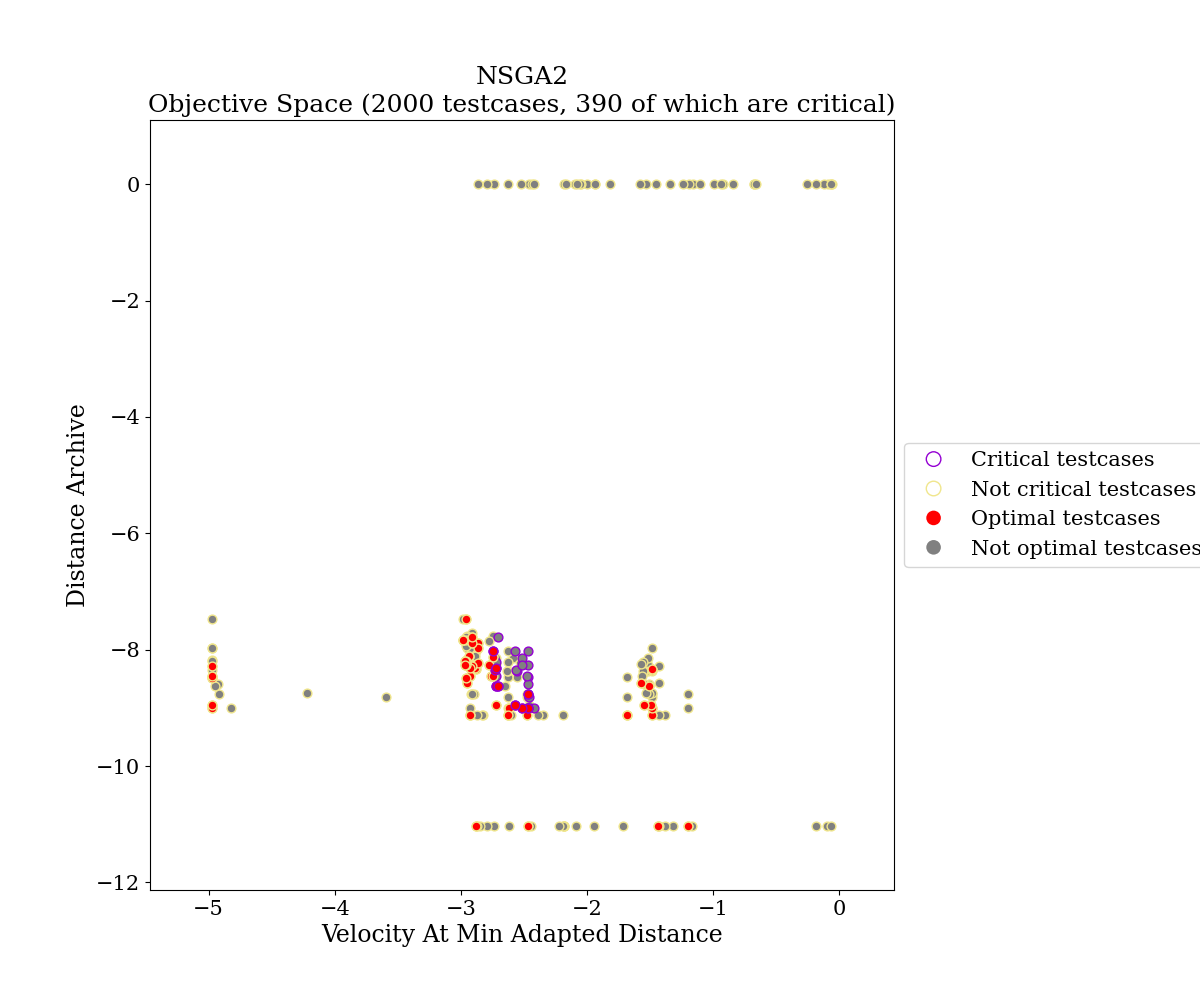 NSGA2
Objective Space (2000 testcases, 390 of which are critical)
0
−2
−4
−6
−8
−10
−12
Distance Archive
−5 −4 −3 −2 −1 0
Velocity At Min Adapted Distance
Critical testcases
Not critical testcases
Optimal testcases
Not optimal testcases